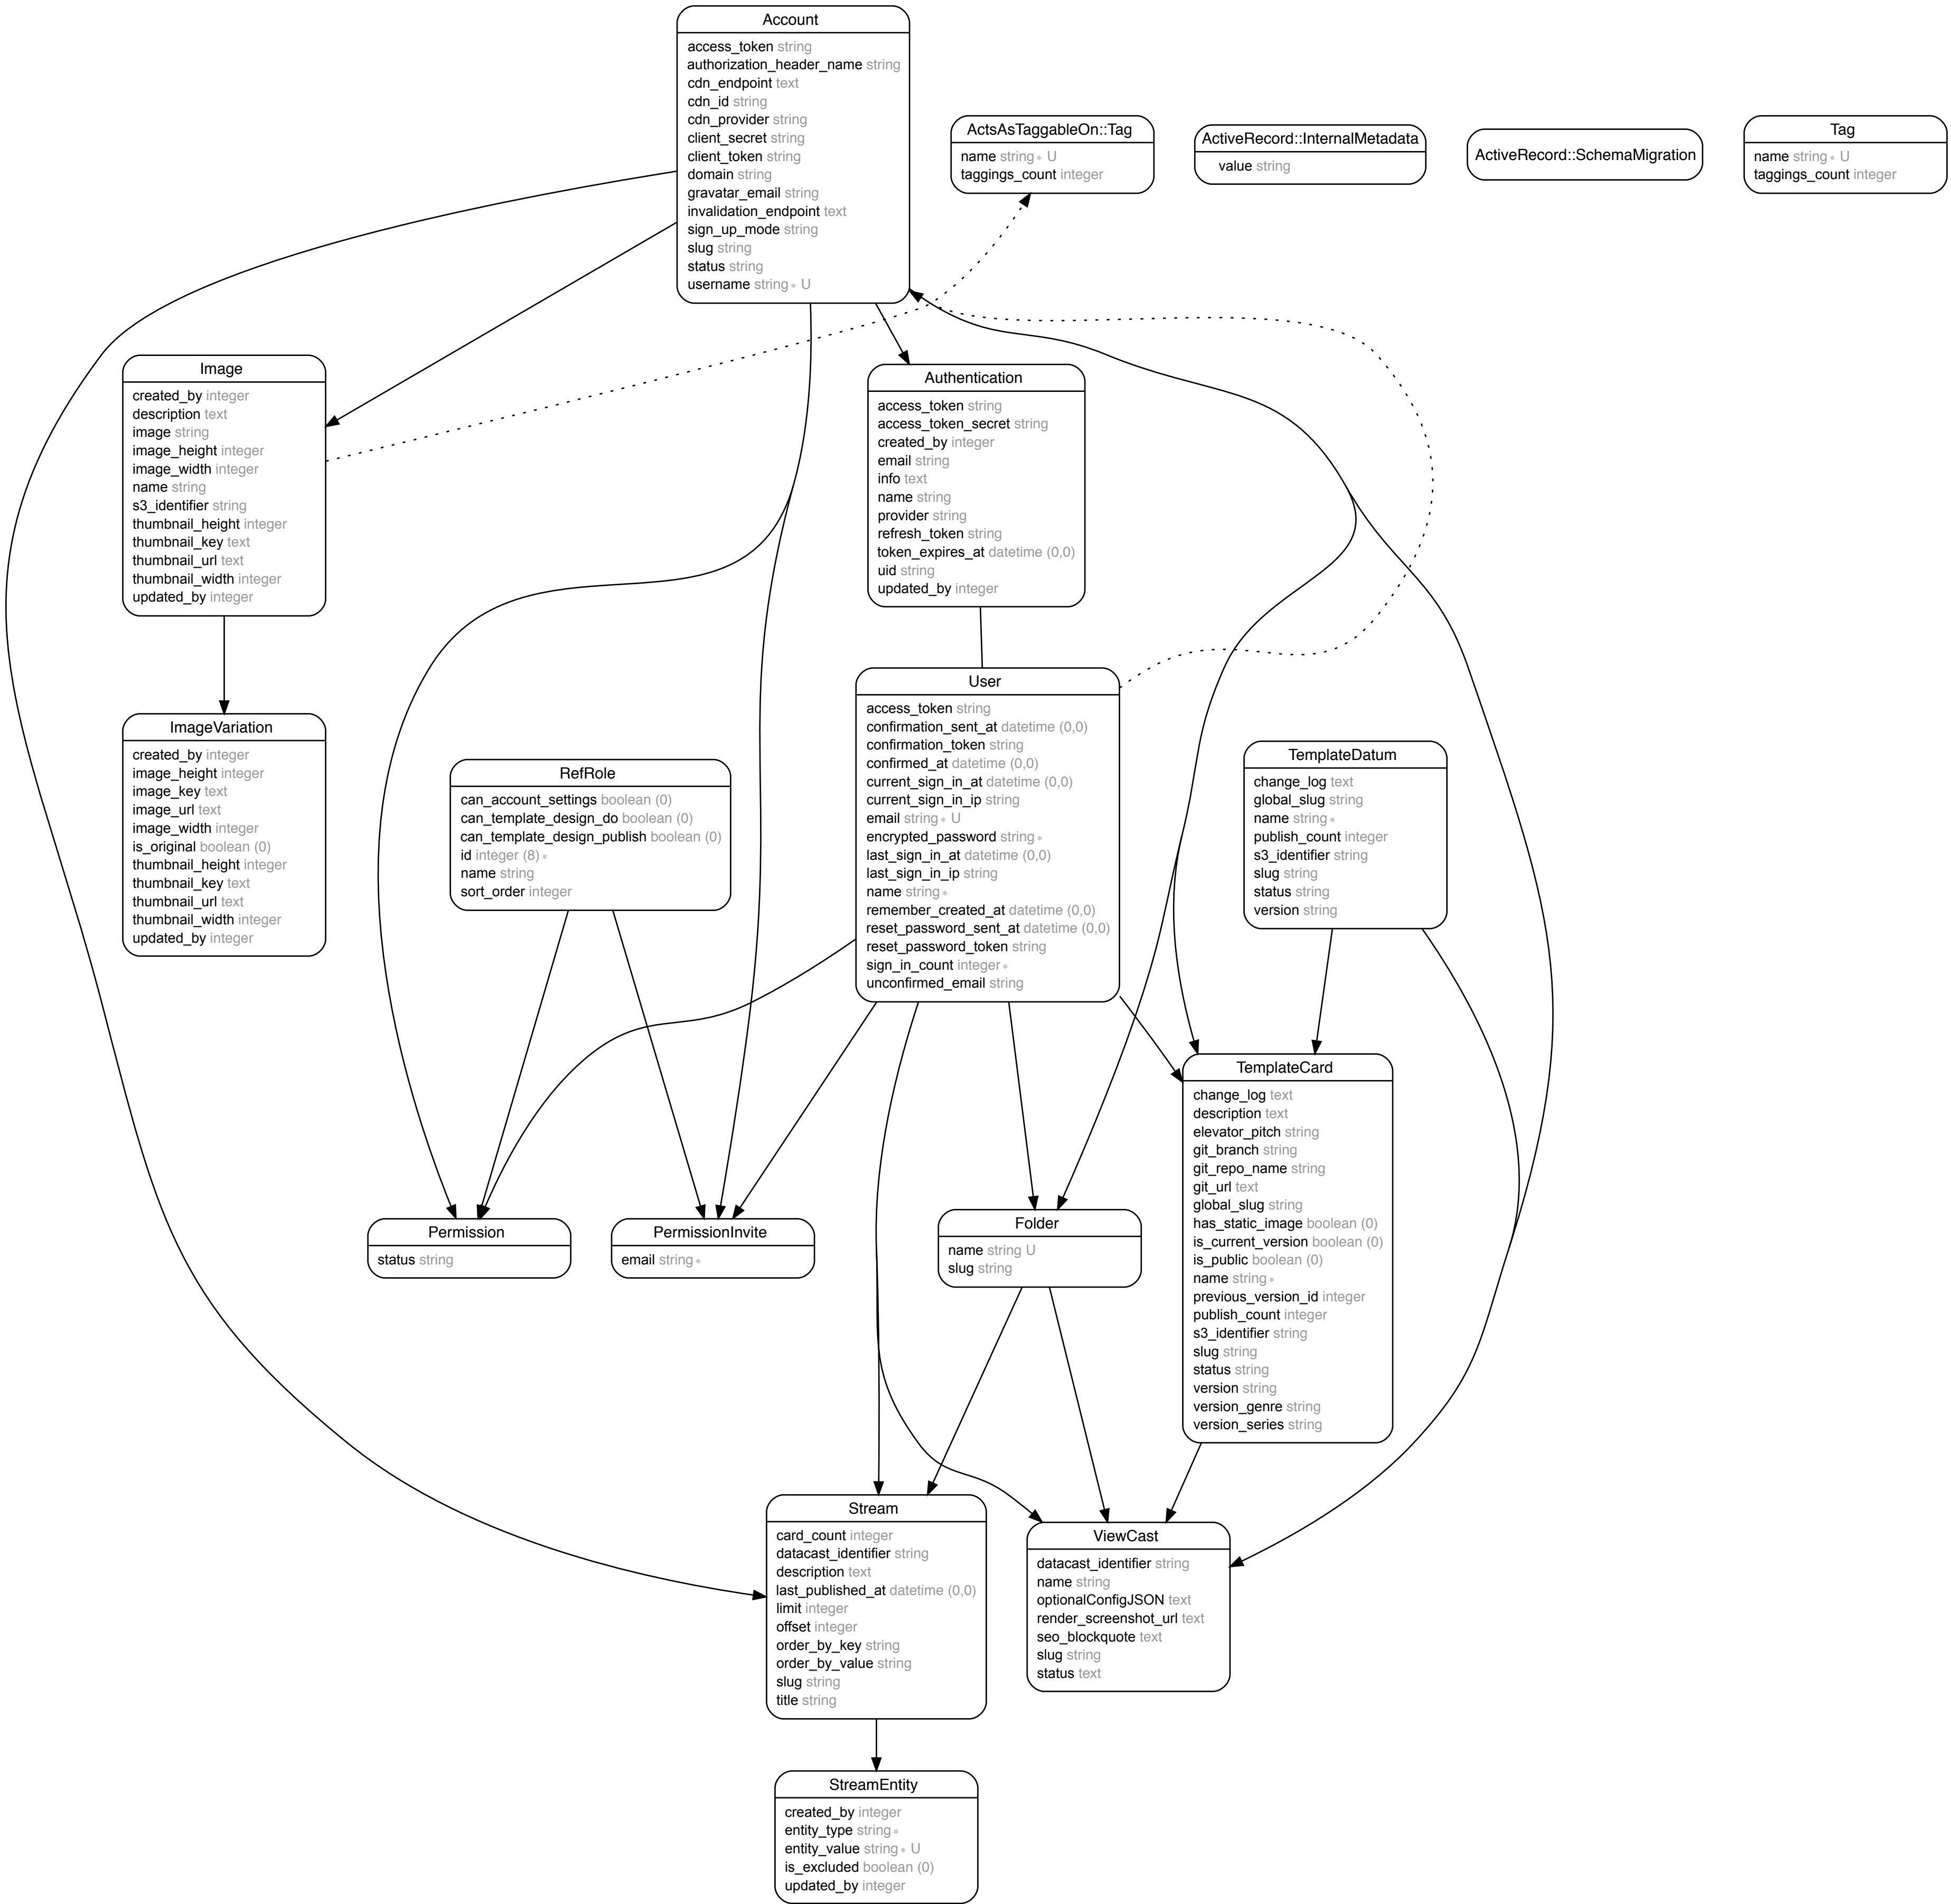 Account
access_token string
authorization_header_name string
cdn_endpoint text
cdn_id string
cdn_provider string
client_secret string
client_token string
domain string
gravatar_email string
invalidation_endpoint text
sign_up_mode string
slug string
status string
username string∗ U
ActsAsTaggableOn::Tag
name string∗ U
taggings_count integer
ActiveRecord::InternalMetadata
value string
ActiveRecord::SchemaMigration
Tag
name string∗ U
taggings_count integer
Image
created_by integer
description text
image string
image_height integer
image_width integer
name string
s3_identifier string
thumbnail_height integer
thumbnail_key text
thumbnail_url text
thumbnail_width integer
updated_by integer
Authentication
access_token string
access_token_secret string
created_by integer
email string
info text
name string
provider string
refresh_token string
token_expires_at datetime (0,0)
uid string
updated_by integer
ImageVariation
created_by integer
image_height integer
image_key text
image_url text
image_width integer
is_original boolean (0)
thumbnail_height integer
thumbnail_key text
thumbnail_url text
thumbnail_width integer
updated_by integer
RefRole
can_account_settings boolean (0)
can_template_design_do boolean (0)
can_template_design_publish boolean (0)
id integer (8)∗
name string
sort_order integer
User
access_token string
confirmation_sent_at datetime (0,0)
confirmation_token string
confirmed_at datetime (0,0)
current_sign_in_at datetime (0,0)
current_sign_in_ip string
email string∗ U
encrypted_password string∗
last_sign_in_at datetime (0,0)
last_sign_in_ip string
name string∗
remember_created_at datetime (0,0)
reset_password_sent_at datetime (0,0)
reset_password_token string
sign_in_count integer∗
unconfirmed_email string
TemplateDatum
change_log text
global_slug string
name string∗
publish_count integer
s3_identifier string
slug string
status string
version string
TemplateCard
change_log text
description text
elevator_pitch string
git_branch string
git_repo_name string
git_url text
global_slug string
has_static_image boolean (0)
is_current_version boolean (0)
is_public boolean (0)
name string∗
previous_version_id integer
publish_count integer
s3_identifier string
slug string
status string
version string
version_genre string
version_series string
Permission
status string
PermissionInvite
email string∗
Folder
name string U
slug string
Stream
card_count integer
datacast_identifier string
description text
last_published_at datetime (0,0)
limit integer
offset integer
order_by_key string
order_by_value string
slug string
title string
ViewCast
datacast_identifier string
name string
optionalConfigJSON text
render_screenshot_url text
seo_blockquote text
slug string
status text
StreamEntity
created_by integer
entity_type string∗
entity_value string∗ U
is_excluded boolean (0)
updated_by integer